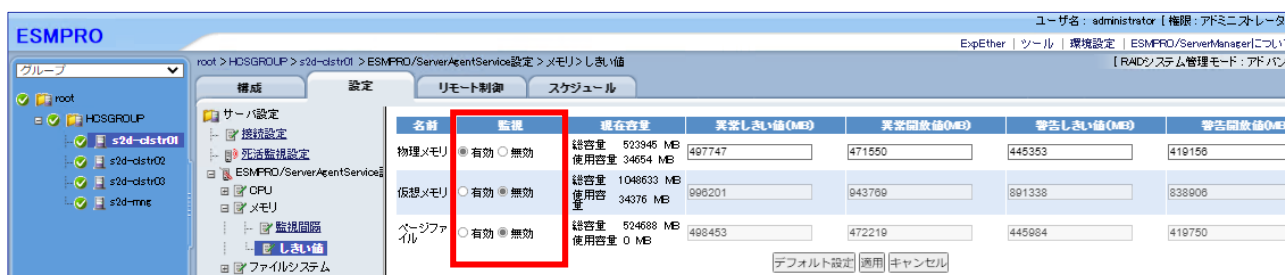 ユーザ名： administrator [ 権限：アドミニストレータ
ESMPRO
ExpEther | ツール | 環境設定 | ESMPRO/ServerManagerについ
グループ
root > HCSGROUP > s2d-clstr01 > ESMPRO/ServerAgentService設定 > メモリ > しきい値
[ RAIDシステム管理モード：アドバン
構成 設定 リモート制御 スケジュール
root
HCSGROUP
s2d-clstr01
s2d-clstr02
s2d-clstr03
s2d-mng
サーバ設定
接続設定
死活監視設定
ESMPRO/ServerAgentService
CPU
メモリ
監視間隔
しきい値
ファイルシステム
名前 監視 現在容量 異常しきい値(MB) 異常開放値(MB) 警告しきい値(MB) 警告開放値(MB
物理メモリ 有効 無効 総容量 523945 MB 497747 471550 445353 419156
使用容量 34654 MB
仮想メモリ 有効 無効 総容量 1048633 MB 996201 943769 891338 838906
使用容量 34376 MB
ページファイル 有効 無効 総容量 524688 MB 498453 472219 445984 419750
使用容量 0 MB
デフォルト設定 適用 キャンセル